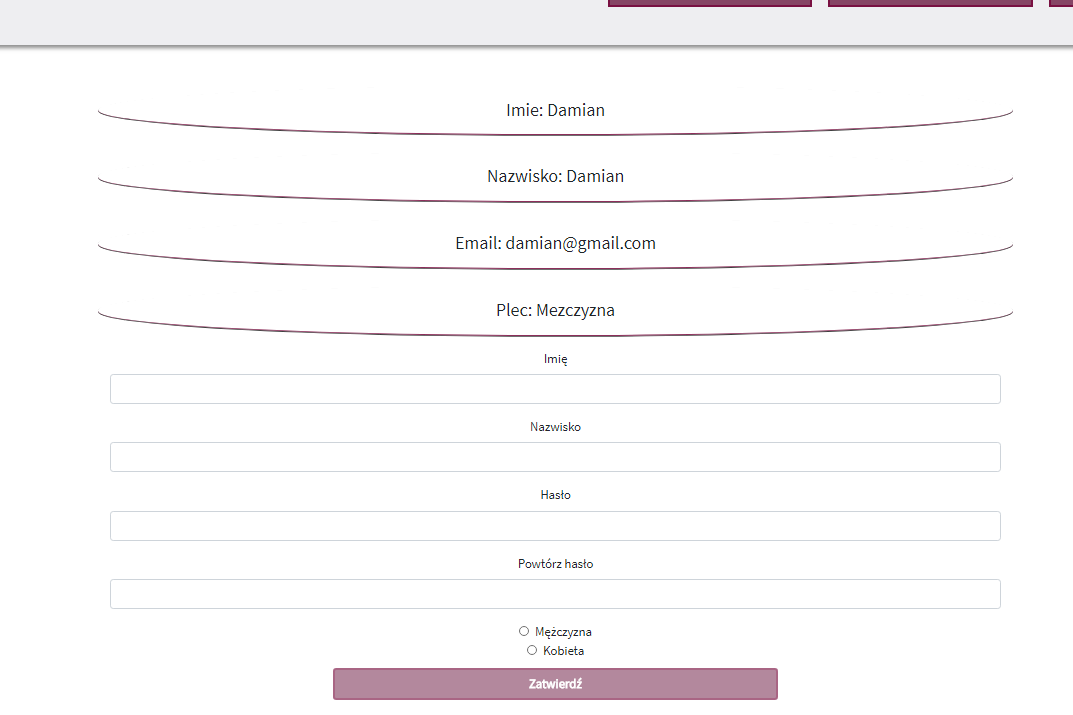 Imie: Damian
Nazwisko: Damian
Email: damian@gmail.com
Plec: Mezczyzna
Imię
Nazwisko
Hasło
Powtórz hasło
Mężczyzna
Kobieta
Zatwierdź